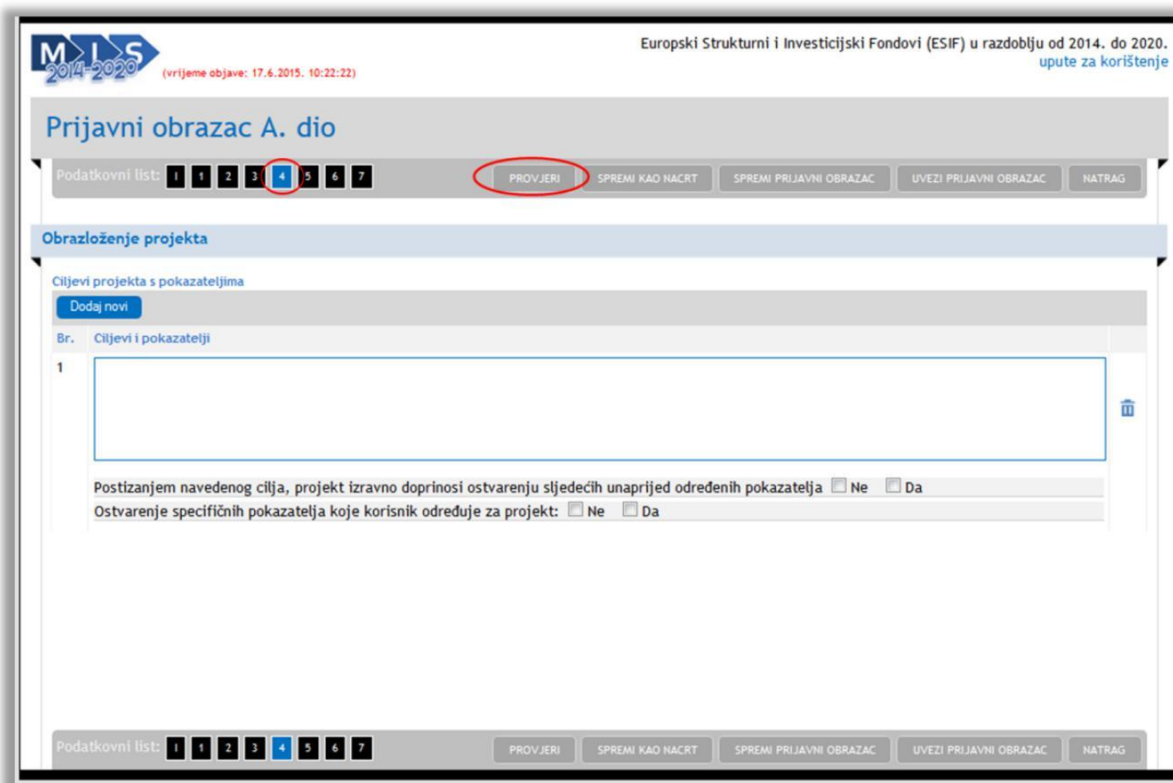 MIS
2014-2020
(vrijeme objave: 17.6.2015. 10:22:22)
Europski Strukturni i Investicijski Fondovi (ESIF) u razdoblju od 2014. do 2020.
upute za korištenje
Prijavni obrazac A. dio
Podatkovni list: I 1 2 3 4 5 6 7 PROVJERI SPREMI KAO NACRT SPREMI PRIJAVNI OBRAZAC UVEZI PRIJAVNI OBRAZAC NATRAG
Obrazloženje projekta
Ciljevi projekta s pokazateljima
Dodaj novi
Br. Ciljevi i pokazatelji
1
Postizanjem navedenog cilja, projekt izravno doprinosi ostvarenju sljedećih unaprijed određenih pokazatelja Ne Da
Ostvarenje specifičnih pokazatelja koje korisnik određuje za projekt: Ne Da
Podatkovni list: I 1 2 3 4 5 6 7 PROVJERI SPREMI KAO NACRT SPREMI PRIJAVNI OBRAZAC UVEZI PRIJAVNI OBRAZAC NATRAG